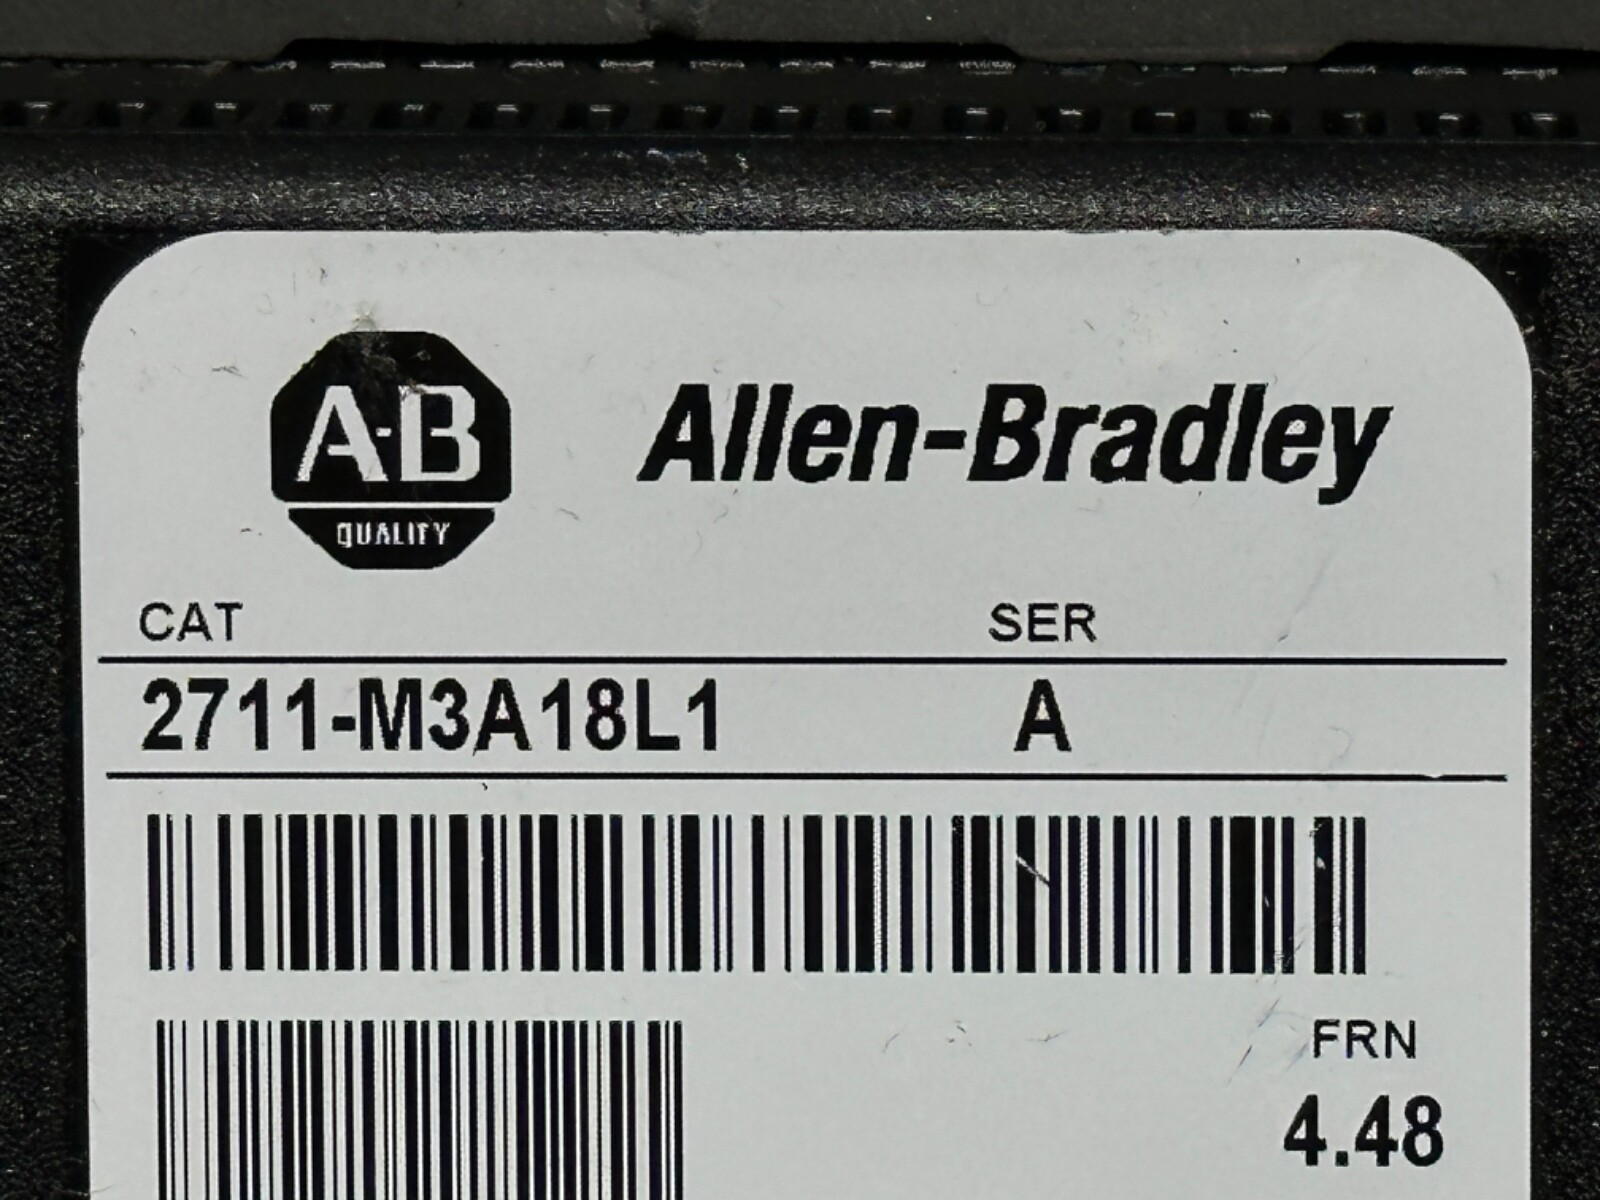 A-B
QUALITY
Allen-Bradley
CAT SER
2711-M3A18L1 A
FRN
4.48